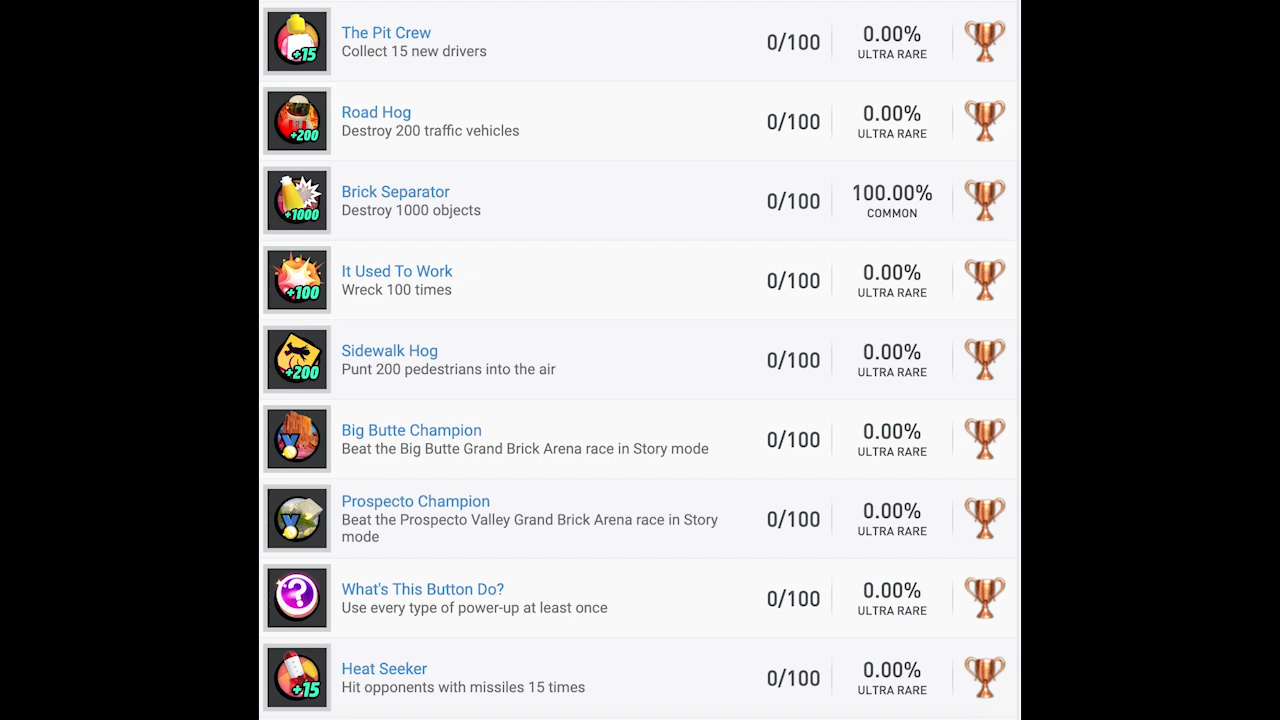 +15
The Pit Crew
Collect 15 new drivers
0/100
0.00%
ULTRA RARE
+200
Road Hog
Destroy 200 traffic vehicles
0/100
0.00%
ULTRA RARE
+1000
Brick Separator
Destroy 1000 objects
0/100
100.00%
COMMON
+100
It Used To Work
Wreck 100 times
0/100
0.00%
ULTRA RARE
+200
Sidewalk Hog
Punt 200 pedestrians into the air
0/100
0.00%
ULTRA RARE
Big Butte Champion
Beat the Big Butte Grand Brick Arena race in Story mode
0/100
0.00%
ULTRA RARE
Prospecto Champion
Beat the Prospecto Valley Grand Brick Arena race in Story
mode
0/100
0.00%
ULTRA RARE
?
What's This Button Do?
Use every type of power-up at least once
0/100
0.00%
ULTRA RARE
+15
Heat Seeker
Hit opponents with missiles 15 times
0/100
0.00%
ULTRA RARE